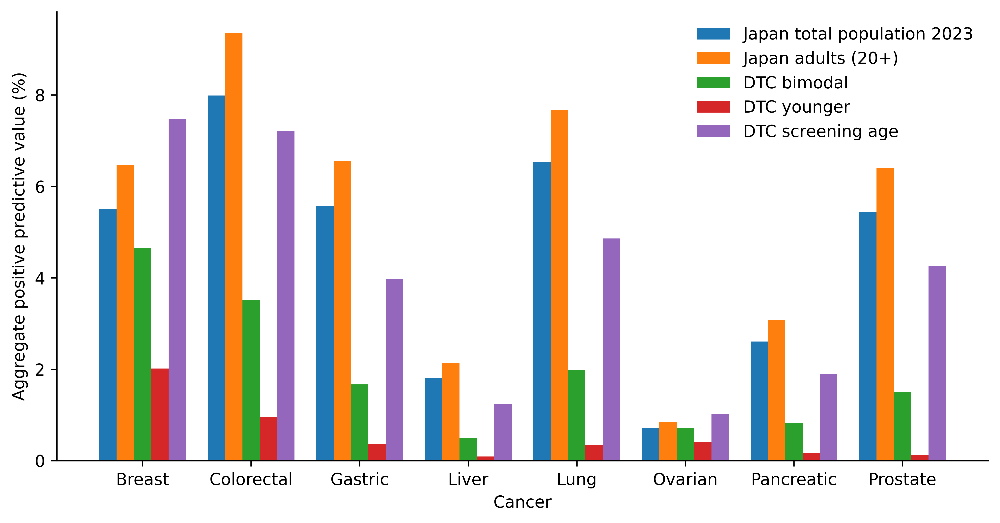 Japan total population 2023
Japan adults (20+)
DTC bimodal
DTC younger
DTC screening age
Aggregate positive predictive value (%)
8
6
4
2
0
Breast Colorectal Gastric Liver Lung Ovarian Pancreatic Prostate
Cancer